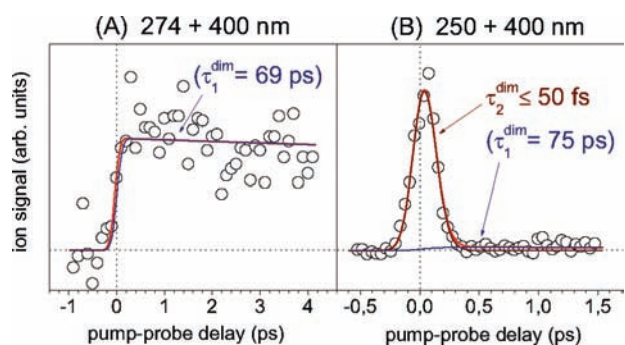 (A) 274 + 400 nm
(B) 250 + 400 nm
ion signal (arb. units)
(τ₁ᵈⁱᵐ = 69 ps)
τ₂ᵈⁱᵐ ≤ 50 fs
(τ₁ᵈⁱᵐ = 75 ps)
-1 0 1 2 3 4
-0,5 0,0 0,5 1,0 1,5
pump-probe delay (ps)
pump-probe delay (ps)